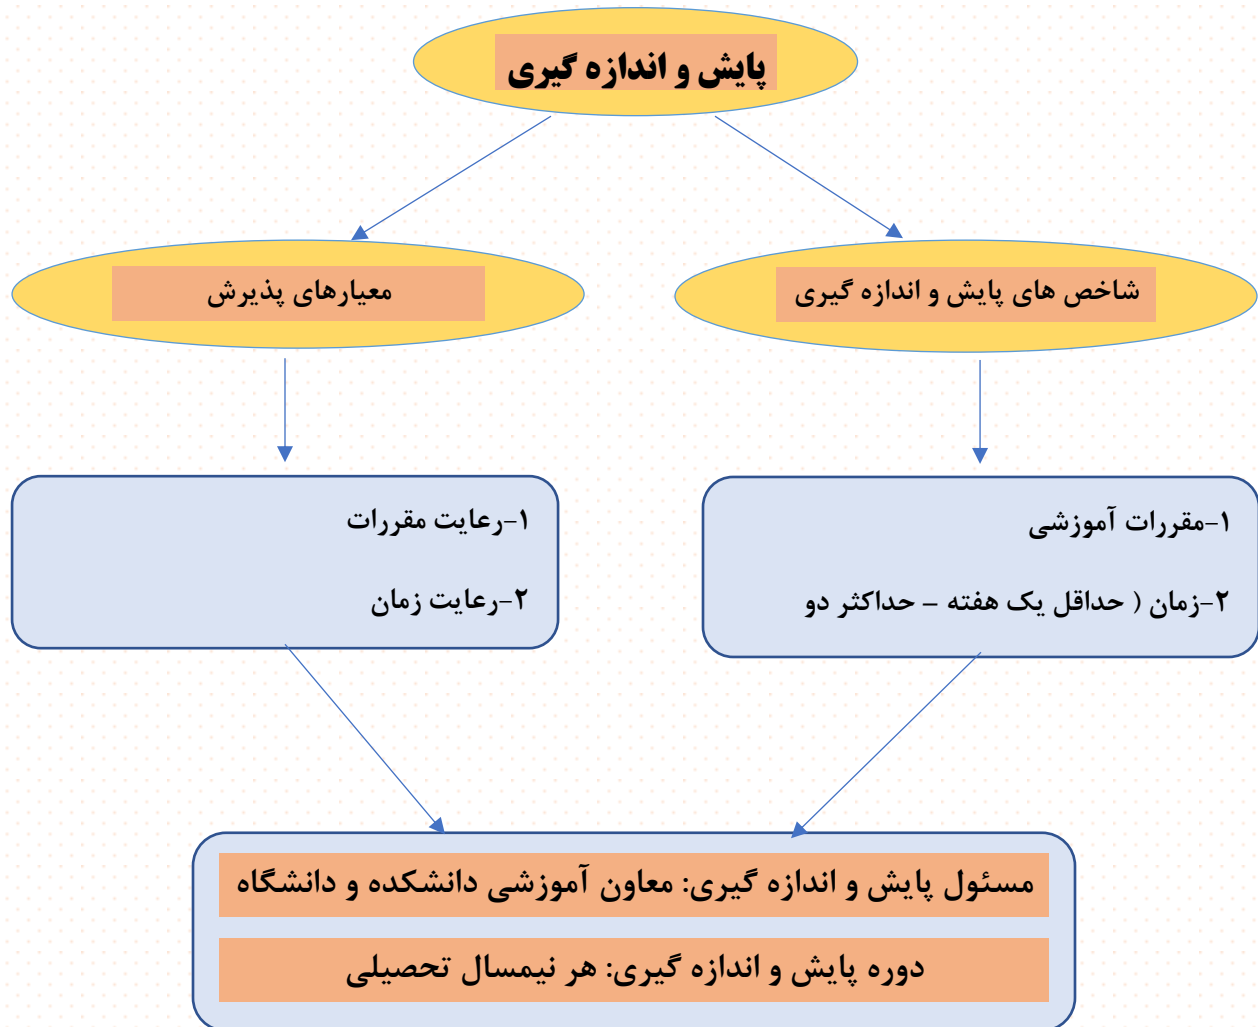 پایش و اندازه گیری
شاخص های پایش و اندازه گیری
معیارهای پذیرش
۱-مقررات آموزشی
۲-زمان ( حداقل یک هفته – حداکثر دو
۱-رعایت مقررات
۲-رعایت زمان
مسئول پایش و اندازه گیری: معاون آموزشی دانشکده و دانشگاه
دوره پایش و اندازه گیری: هر نیمسال تحصیلی